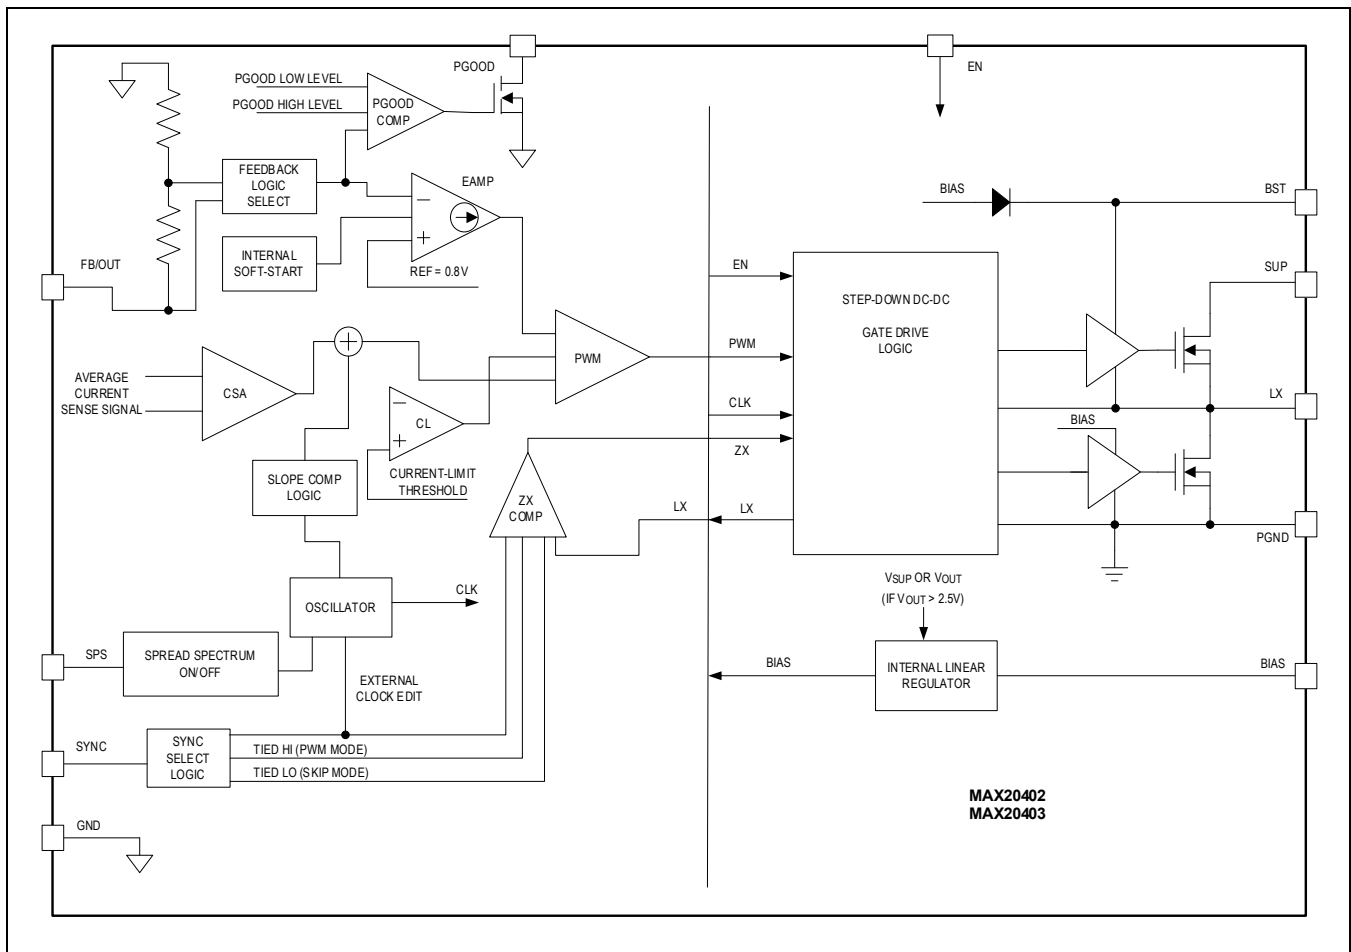 PGOOD
EN
PGOOD LOW LEVEL
PGOOD HIGH LEVEL
PGOOD
COMP
FEEDBACK
LOGIC
SELECT
EAMP
−
+
INTERNAL
SOFT-START
REF = 0.8V
FB/OUT
BIAS
BST
SUP
EN
STEP-DOWN DC-DC
GATE DRIVE
LOGIC
+
PWM
PWM
AVERAGE
CURRENT
SENSE SIGNAL
CSA
−
+
CL
CLK
LX
BIAS
ZX
CURRENT-LIMIT
THRESHOLD
SLOPE COMP
LOGIC
ZX
COMP
LX
LX
PGND
VSUP OR VOUT
(IF VOUT > 2.5V)
OSCILLATOR
CLK
SPS
SPREAD SPECTRUM
ON/OFF
EXTERNAL
CLOCK EDIT
BIAS
INTERNAL LINEAR
REGULATOR
BIAS
SYNC
SYNC
SELECT
LOGIC
TIED HI (PWM MODE)
TIED LO (SKIP MODE)
GND
MAX20402
MAX20403